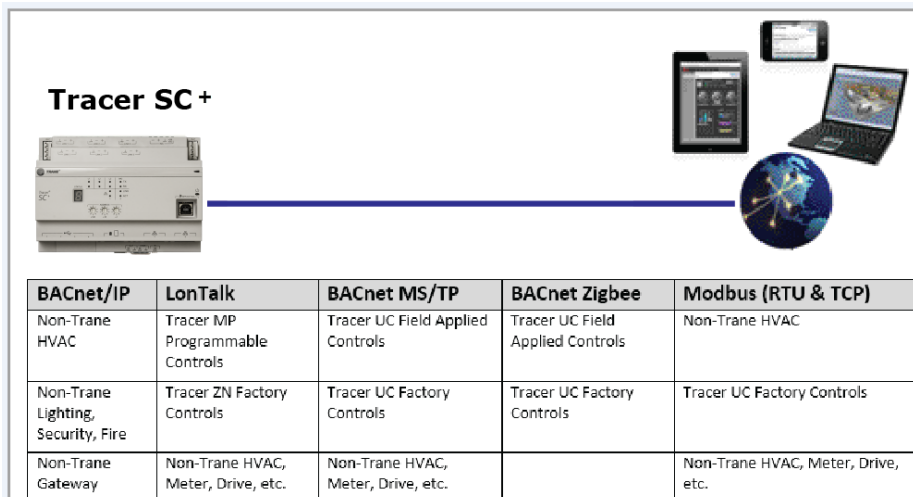 Tracer SC+
BACnet/IP
LonTalk
BACnet MS/TP
BACnet Zigbee
Modbus (RTU & TCP)
Non-Trane
HVAC
Tracer MP
Programmable
Controls
Tracer UC Field Applied
Controls
Tracer UC Field
Applied Controls
Non-Trane HVAC
Non-Trane
Lighting,
Security, Fire
Tracer ZN Factory
Controls
Tracer UC Factory
Controls
Tracer UC Factory
Controls
Tracer UC Factory Controls
Non-Trane
Gateway
Non-Trane HVAC,
Meter, Drive, etc.
Non-Trane HVAC,
Meter, Drive, etc.
Non-Trane HVAC, Meter, Drive,
etc.